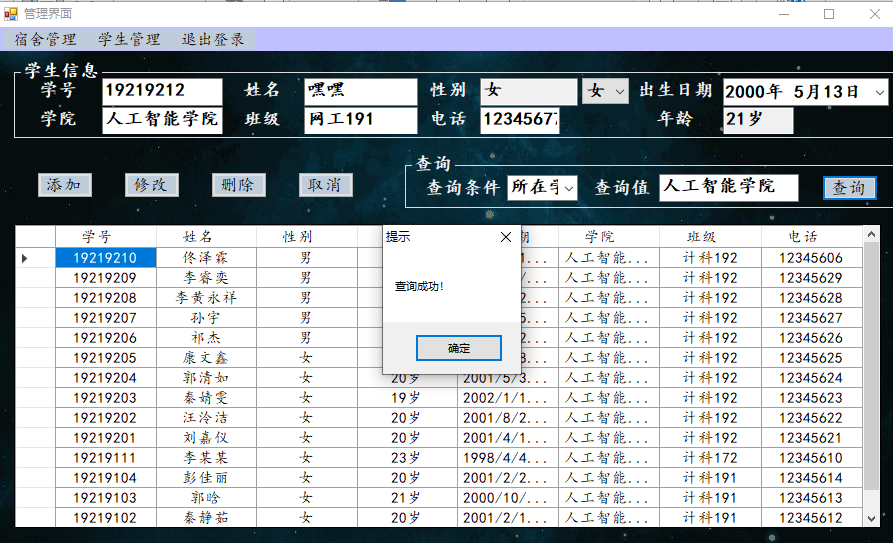 管理界面
宿舍管理 学生管理 退出登录
学生信息
学号 19219212 姓名 嘿嘿 性别 女 女 出生日期 2000年 5月13日
学院 人工智能学院 班级 网工191 电话 1234567 年龄 21岁
添加 修改 删除 取消
查询
查询条件 所在学 查询值 人工智能学院 查询
学号 姓名 性别 期 学院 班级 电话
19219210 佟泽霖 男 1... 人工智能... 计科192 12345606
19219209 李睿奕 男 人工智能... 计科192 12345629
19219208 李黄永祥 男 2... 人工智能... 计科192 12345628
19219207 孙宇 男 5... 人工智能... 计科192 12345627
19219206 祁杰 男 2... 人工智能... 计科192 12345626
19219205 康文鑫 女 8... 人工智能... 计科192 12345625
19219204 郭清如 女 20岁 2001/5/3... 人工智能... 计科192 12345624
19219203 秦婧雯 女 19岁 2002/1/1... 人工智能... 计科192 12345623
19219202 汪泠洁 女 20岁 2001/8/2... 人工智能... 计科192 12345622
19219201 刘嘉仪 女 20岁 2001/4/1... 人工智能... 计科192 12345621
19219111 李某某 女 23岁 1998/4/4... 人工智能... 计科172 12345610
19219104 彭佳丽 女 20岁 2001/2/2... 人工智能... 计科191 12345614
19219103 郭晗 女 21岁 2000/10/... 人工智能... 计科191 12345613
19219102 秦静茹 女 20岁 2001/2/1... 人工智能... 计科191 12345612
提示
查询成功！
确定